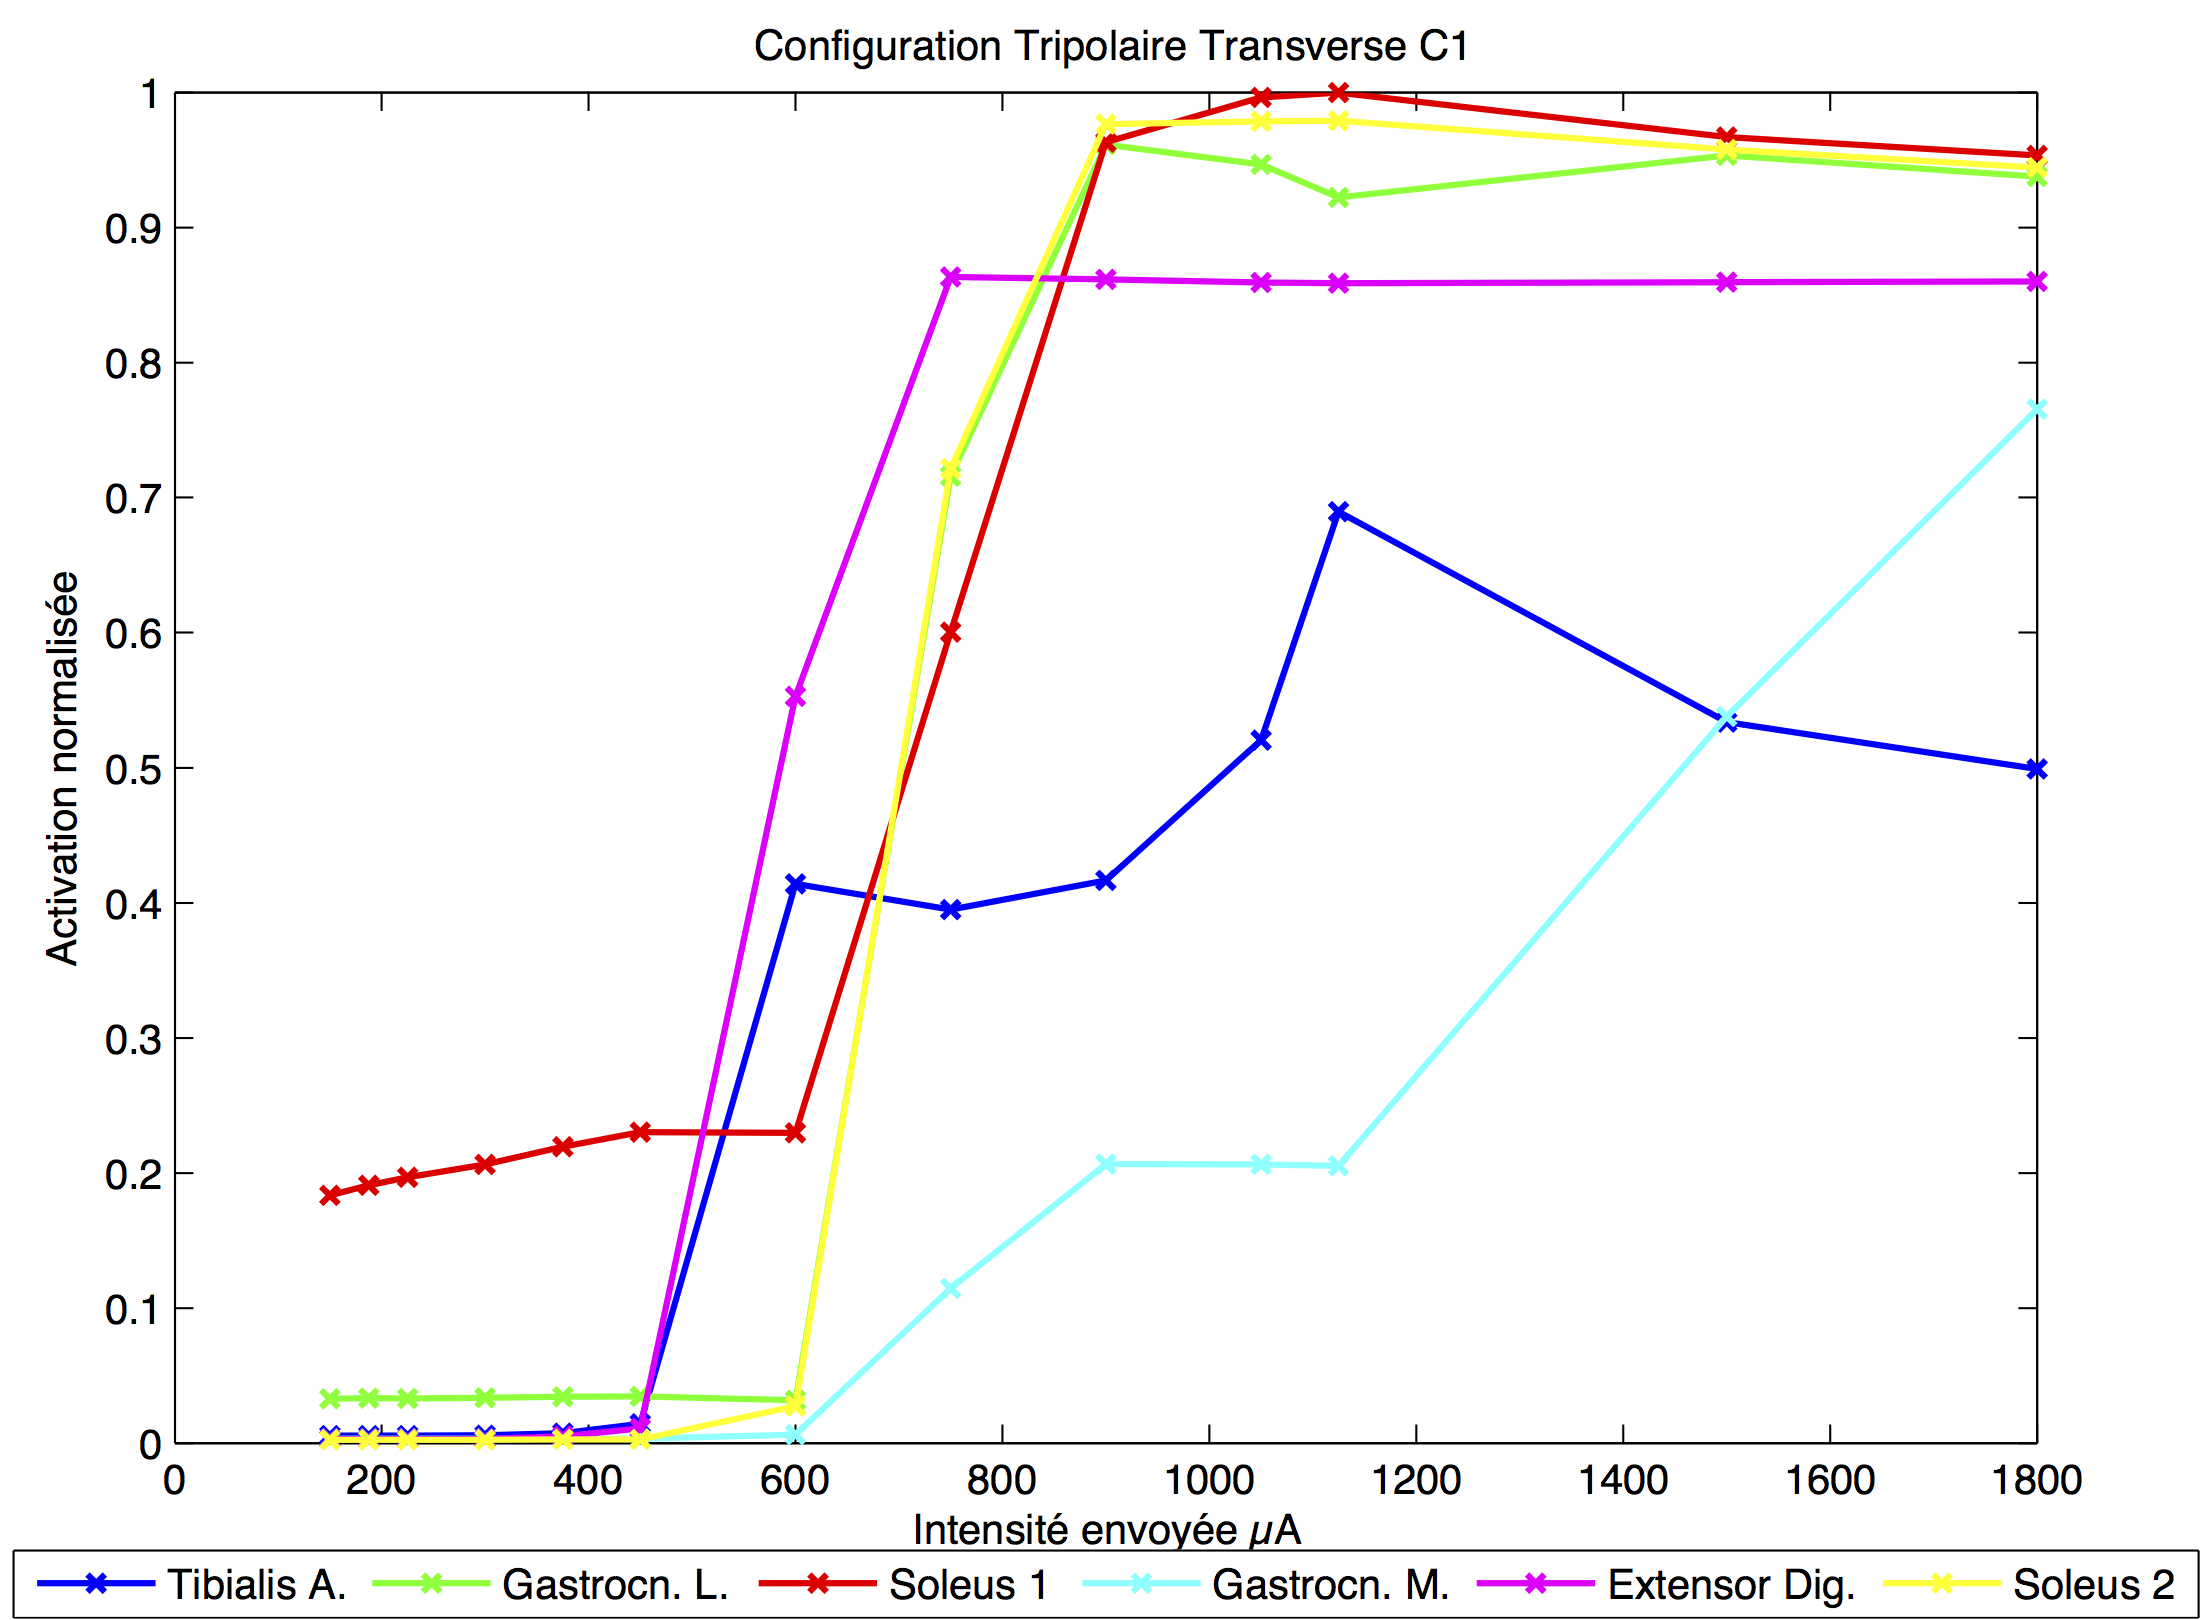 Configuration Tripolaire Transverse C1
1
0.9
0.8
0.7
0.6
0.5
0.4
0.3
0.2
0.1
0
Activation normalisée
0 200 400 600 800 1000 1200 1400 1600 1800
Intensité envoyée µA
Tibialis A. Gastrocn. L. Soleus 1 Gastrocn. M. Extensor Dig. Soleus 2